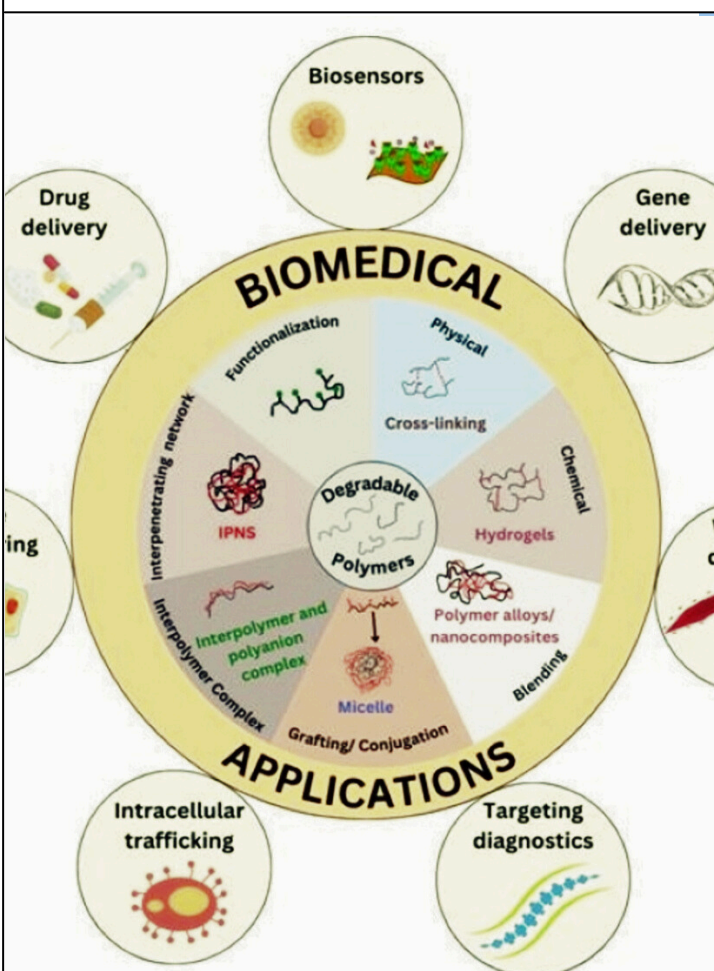 Biosensors
Drug
delivery
Gene
delivery
BIOMEDICAL
Functionalization
Physical
Cross-linking
Interpenetrating network
IPNS
Chemical
Hydrogels
Degradable
Polymers
ing
Interpolymer and
polyanion
complex
Interpolymer Complex
Micelle
Grafting/ Conjugation
Polymer alloys/
nanocomposites
Blending
APPLICATIONS
Intracellular
trafficking
Targeting
diagnostics